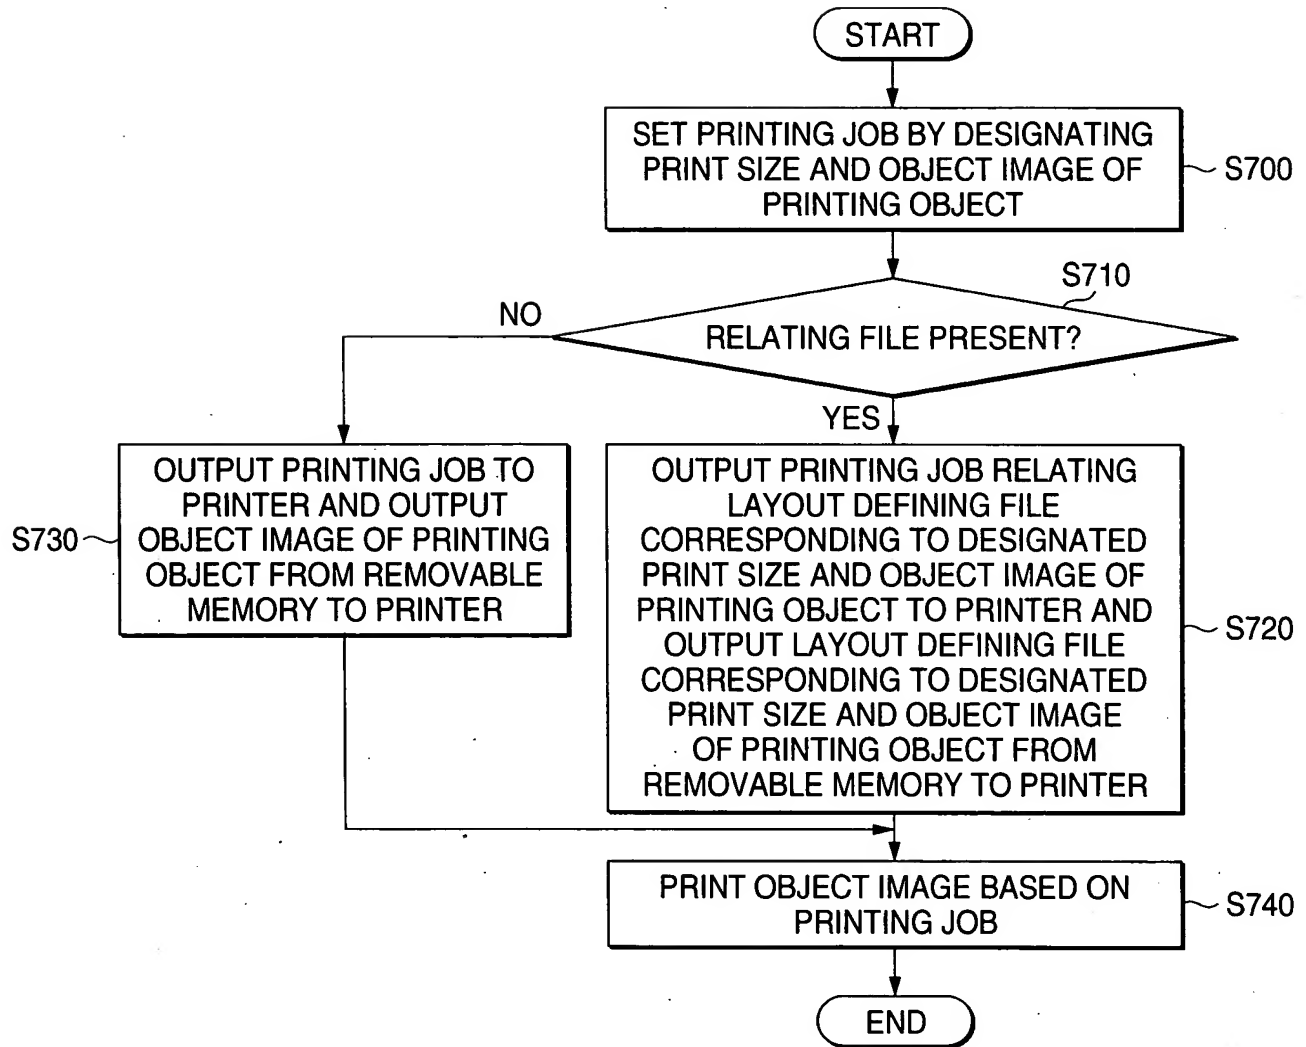 START
SET PRINTING JOB BY DESIGNATING
PRINT SIZE AND OBJECT IMAGE OF
PRINTING OBJECT
S700
S710
RELATING FILE PRESENT?
NO
YES
OUTPUT PRINTING JOB TO
PRINTER AND OUTPUT
OBJECT IMAGE OF PRINTING
OBJECT FROM REMOVABLE
MEMORY TO PRINTER
S730
OUTPUT PRINTING JOB RELATING
LAYOUT DEFINING FILE
CORRESPONDING TO DESIGNATED
PRINT SIZE AND OBJECT IMAGE OF
PRINTING OBJECT TO PRINTER AND
OUTPUT LAYOUT DEFINING FILE
CORRESPONDING TO DESIGNATED
PRINT SIZE AND OBJECT IMAGE
OF PRINTING OBJECT FROM
REMOVABLE MEMORY TO PRINTER
S720
PRINT OBJECT IMAGE BASED ON
PRINTING JOB
S740
END